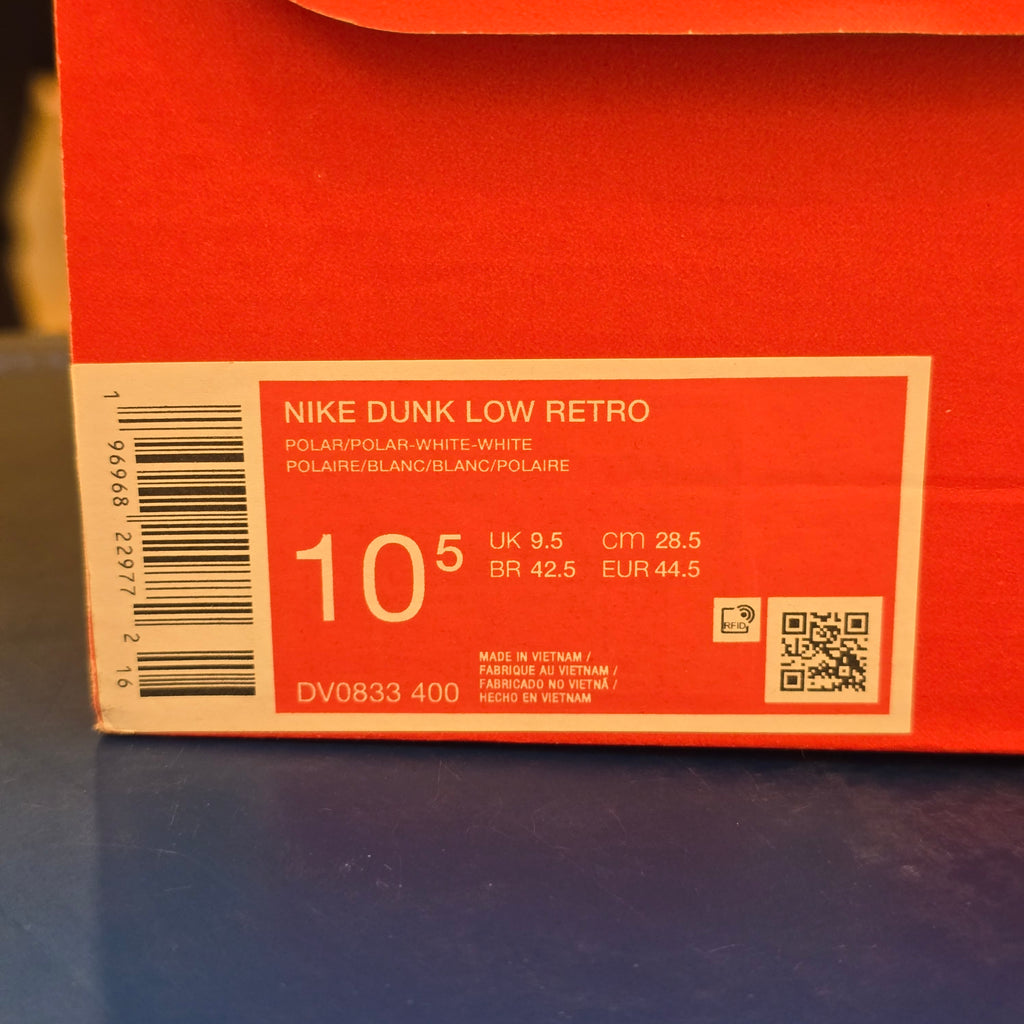 NIKE DUNK LOW RETRO
POLAR/POLAR-WHITE-WHITE
POLAIRE/BLANC/BLANC/POLAIRE
10 5
UK 9.5 cm 28.5
BR 42.5 EUR 44.5
RFID
MADE IN VIETNAM /
FABRIQUE AU VIETNAM /
FABRICADO NO VIETNÃ /
HECHO EN VIETNAM
DV0833 400
1 96968 22977 2 16